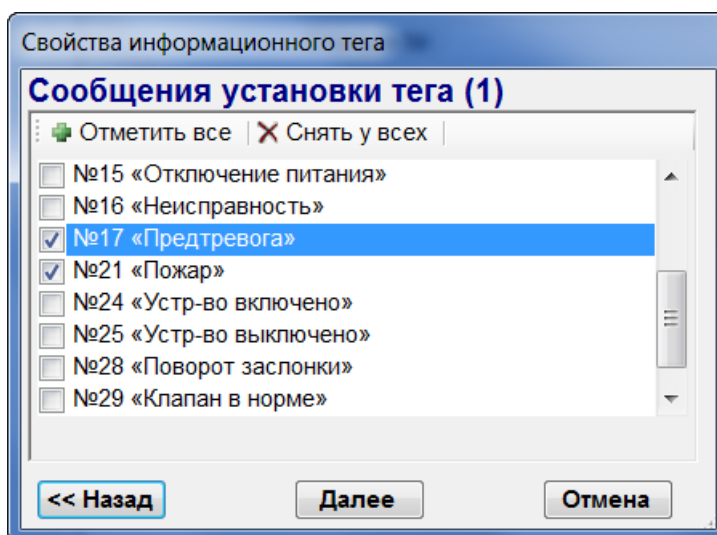 Свойства информационного тега
Сообщения установки тега (1)
Отметить все Снять у всех
№15 «Отключение питания»
№16 «Неисправность»
№17 «Предтревога»
№21 «Пожар»
№24 «Устр-во включено»
№25 «Устр-во выключено»
№28 «Поворот заслонки»
№29 «Клапан в норме»
<< Назад Далее Отмена